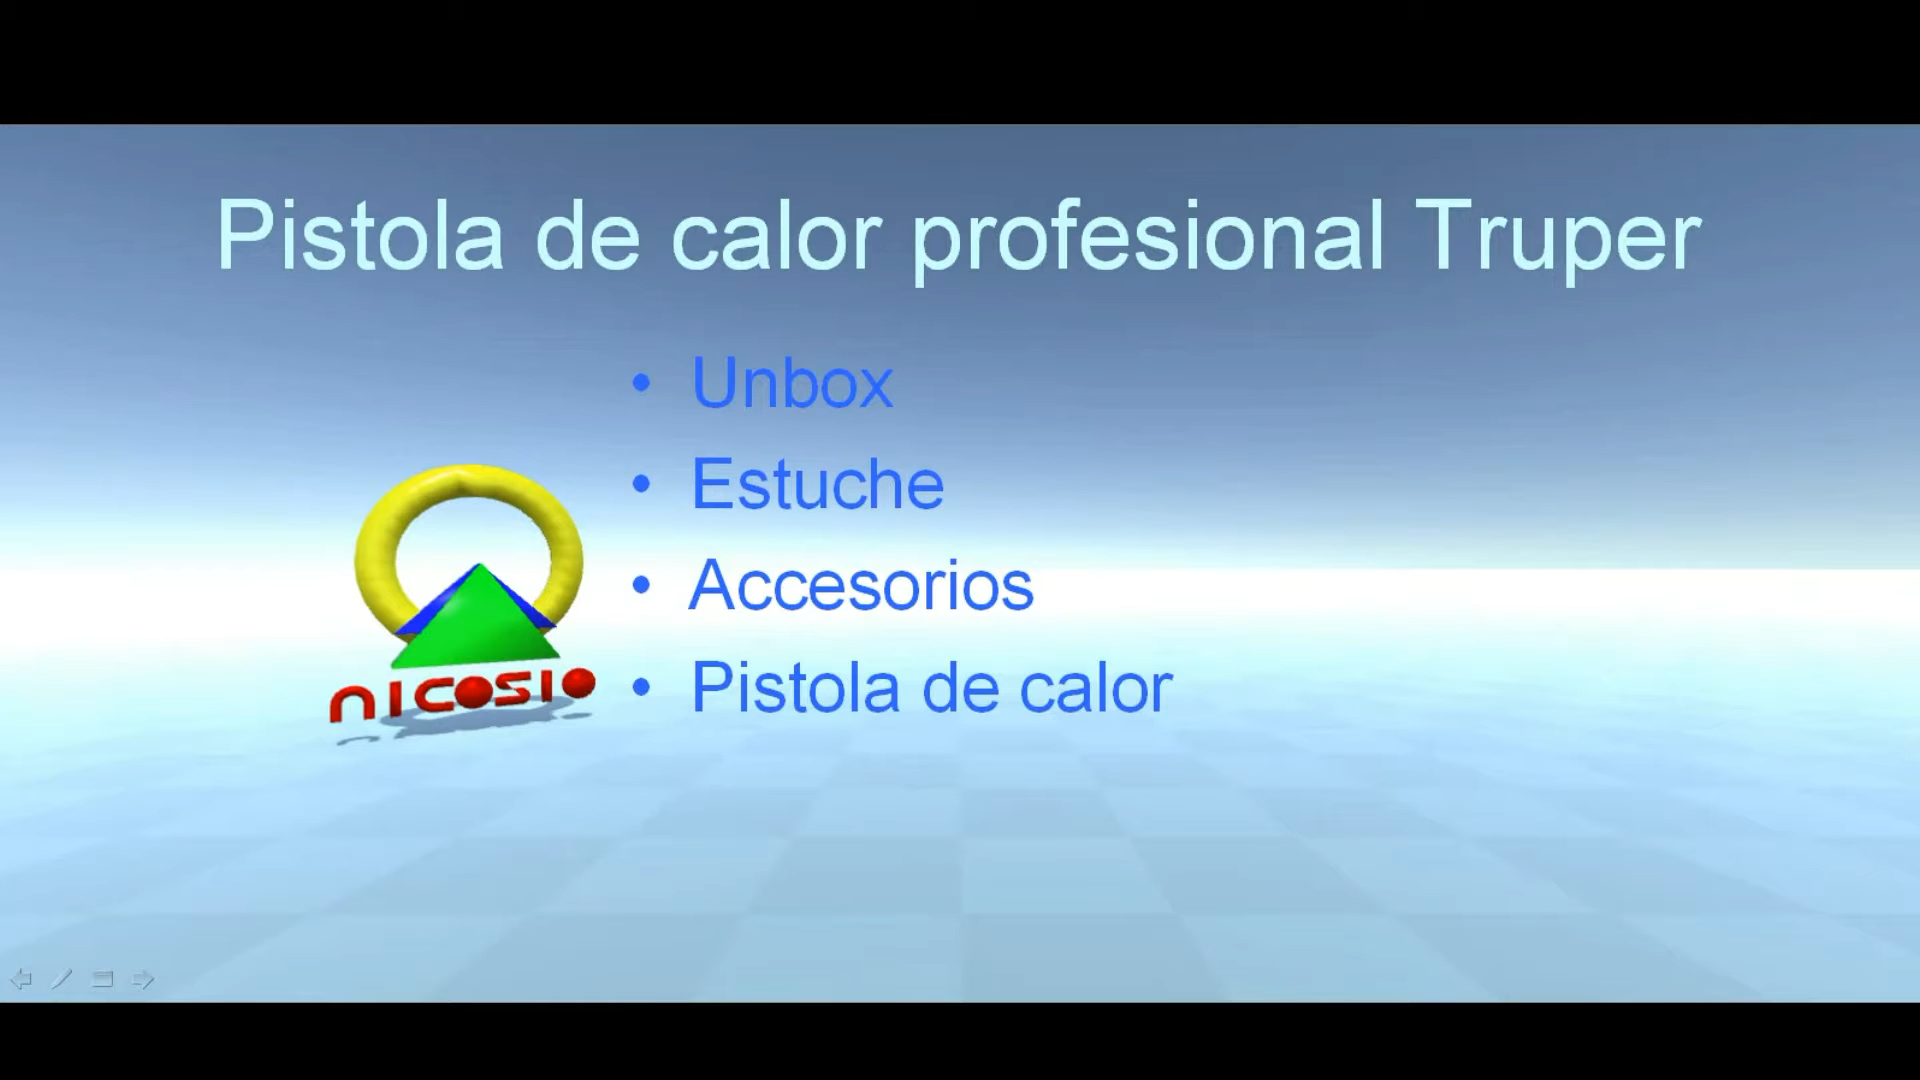 Pistola de calor profesional Truper
• Unbox
• Estuche
• Accesorios
• Pistola de calor
nicosio